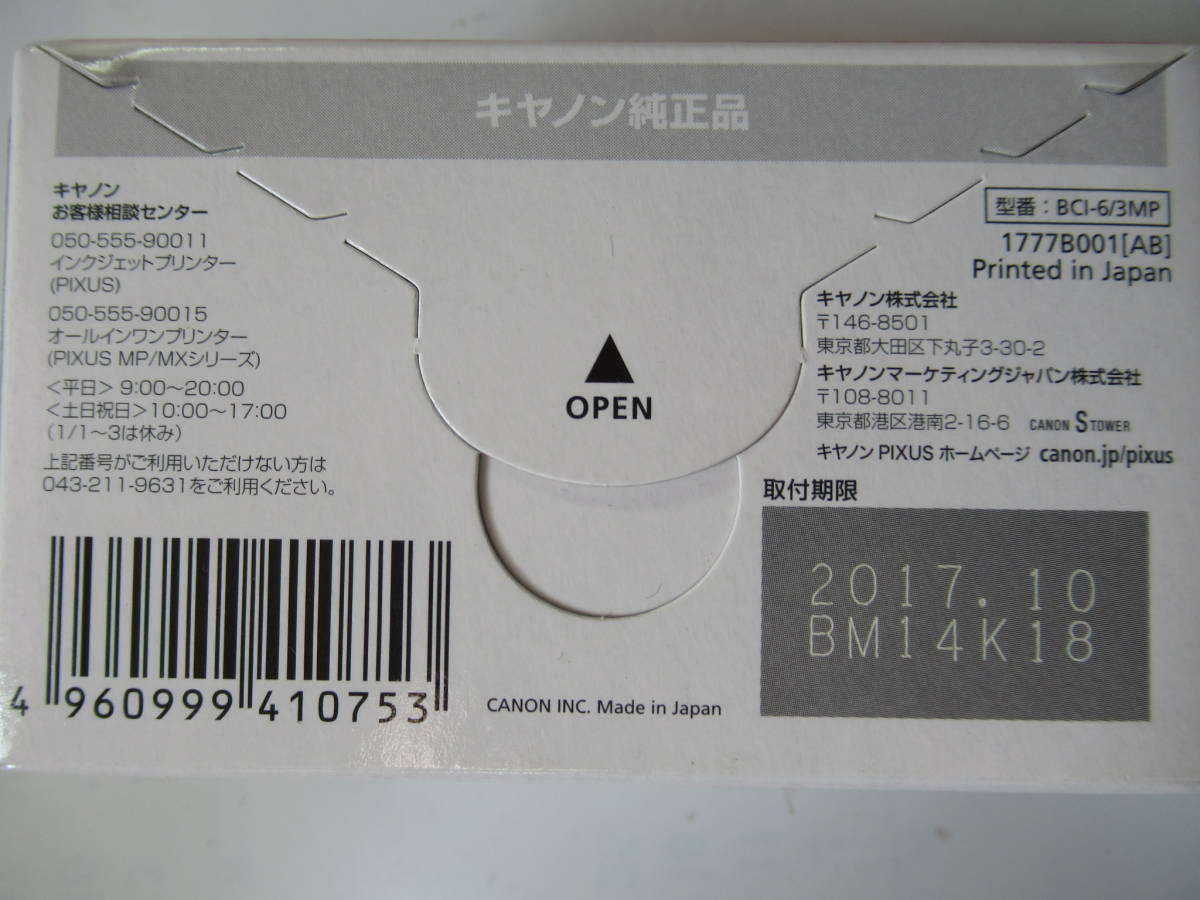 キヤノン純正品
キヤノン
お客様相談センター
050-555-90011
インクジェットプリンター
(PIXUS)
050-555-90015
オールインワンプリンター
(PIXUS MP/MXシリーズ)
<平日> 9:00～20:00
<土日祝日> 10:00～17:00
(1/1～3は休み)
上記番号がご利用いただけない方は
043-211-9631をご利用ください。
4 960999 410753
▲
OPEN
CANON INC. Made in Japan
型番：BCI-6/3MP
1777B001[AB]
Printed in Japan
キヤノン株式会社
〒146-8501
東京都大田区下丸子3-30-2
キヤノンマーケティングジャパン株式会社
〒108-8011
東京都港区港南2-16-6 CANON S TOWER
キヤノン PIXUS ホームページ canon.jp/pixus
取付期限
2017.10
BM14K18